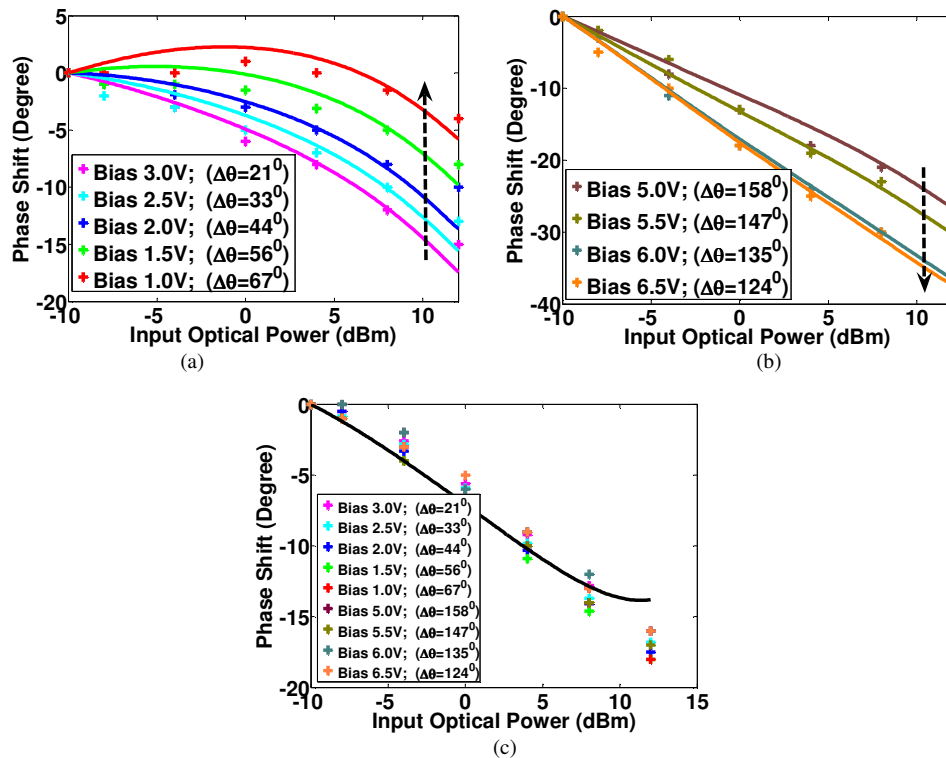 5
0
-5
-10
-15
-20
Phase Shift (Degree)
Bias 3.0V; (Δθ=21⁰)
Bias 2.5V; (Δθ=33⁰)
Bias 2.0V; (Δθ=44⁰)
Bias 1.5V; (Δθ=56⁰)
Bias 1.0V; (Δθ=67⁰)
-10 -5 0 5 10
Input Optical Power (dBm)
(a)
0
-10
-20
-30
-40
Phase Shift (Degree)
Bias 5.0V; (Δθ=158⁰)
Bias 5.5V; (Δθ=147⁰)
Bias 6.0V; (Δθ=135⁰)
Bias 6.5V; (Δθ=124⁰)
-10 -5 0 5 10
Input Optical Power (dBm)
(b)
0
-5
-10
-15
-20
Phase Shift (Degree)
Bias 3.0V; (Δθ=21⁰)
Bias 2.5V; (Δθ=33⁰)
Bias 2.0V; (Δθ=44⁰)
Bias 1.5V; (Δθ=56⁰)
Bias 1.0V; (Δθ=67⁰)
Bias 5.0V; (Δθ=158⁰)
Bias 5.5V; (Δθ=147⁰)
Bias 6.0V; (Δθ=135⁰)
Bias 6.5V; (Δθ=124⁰)
-10 -5 0 5 10 15
Input Optical Power (dBm)
(c)